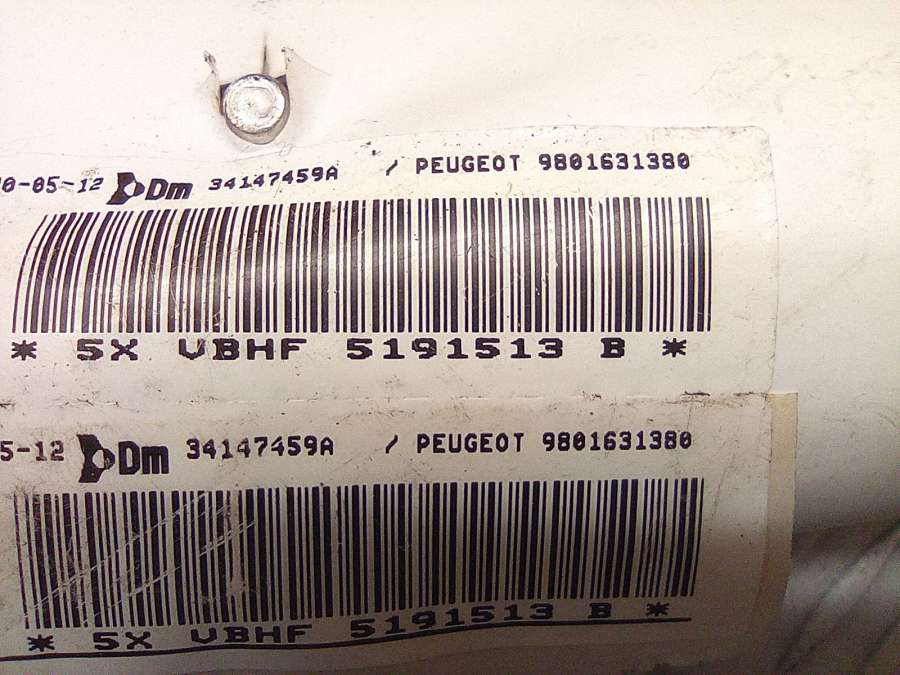 0-05-12 Dm 34147459A / PEUGEOT 9801631380
* 5X VBHF 5191513 B *
5-12 Dm 34147459A / PEUGEOT 9801631380
* 5X VBHF 5191513 B *